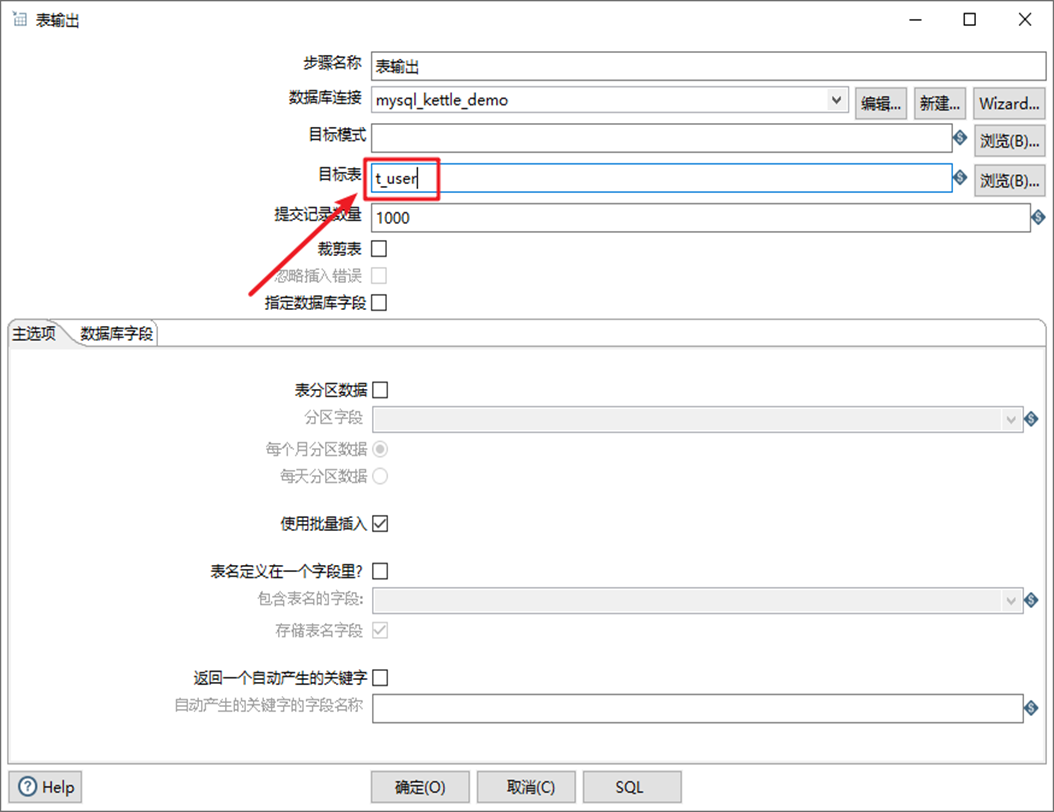 表输出
步骤名称 表输出
数据库连接 mysql_kettle_demo 编辑... 新建... Wizard...
目标模式 浏览(B)...
目标表 t_user 浏览(B)...
提交记录数量 1000
裁剪表
忽略插入错误
指定数据库字段
主选项 数据库字段
表分区数据
分区字段
每个月分区数据
每天分区数据
使用批量插入
表名定义在一个字段里?
包含表名的字段:
存储表名字段
返回一个自动产生的关键字
自动产生的关键字的字段名称
Help 确定(O) 取消(C) SQL